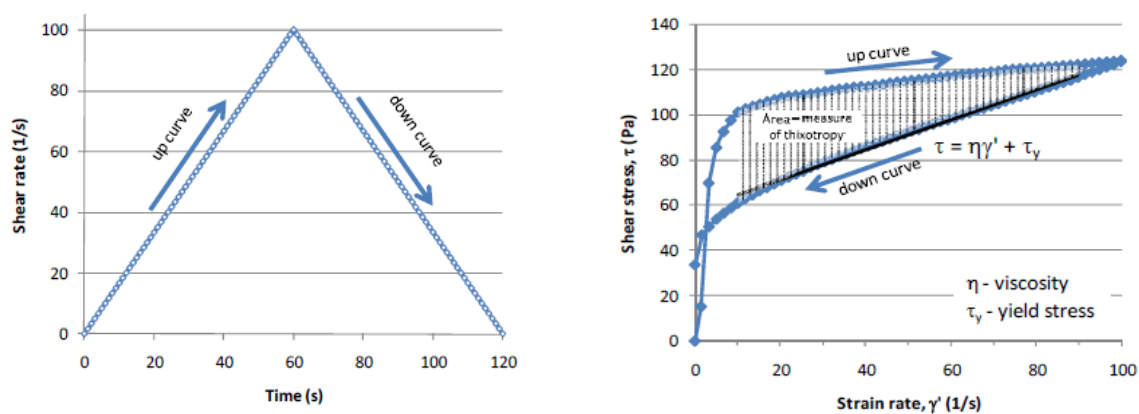 100
80
60
40
20
0
Shear rate (1/s)
up curve
down curve
0 20 40 60 80 100 120
Time (s)
140
120
100
80
60
40
20
0
Shear stress, τ (Pa)
up curve
Area – measure
of thixotropy
τ = ηγ' + τy
down curve
η - viscosity
τy - yield stress
0 20 40 60 80 100
Strain rate, γ' (1/s)